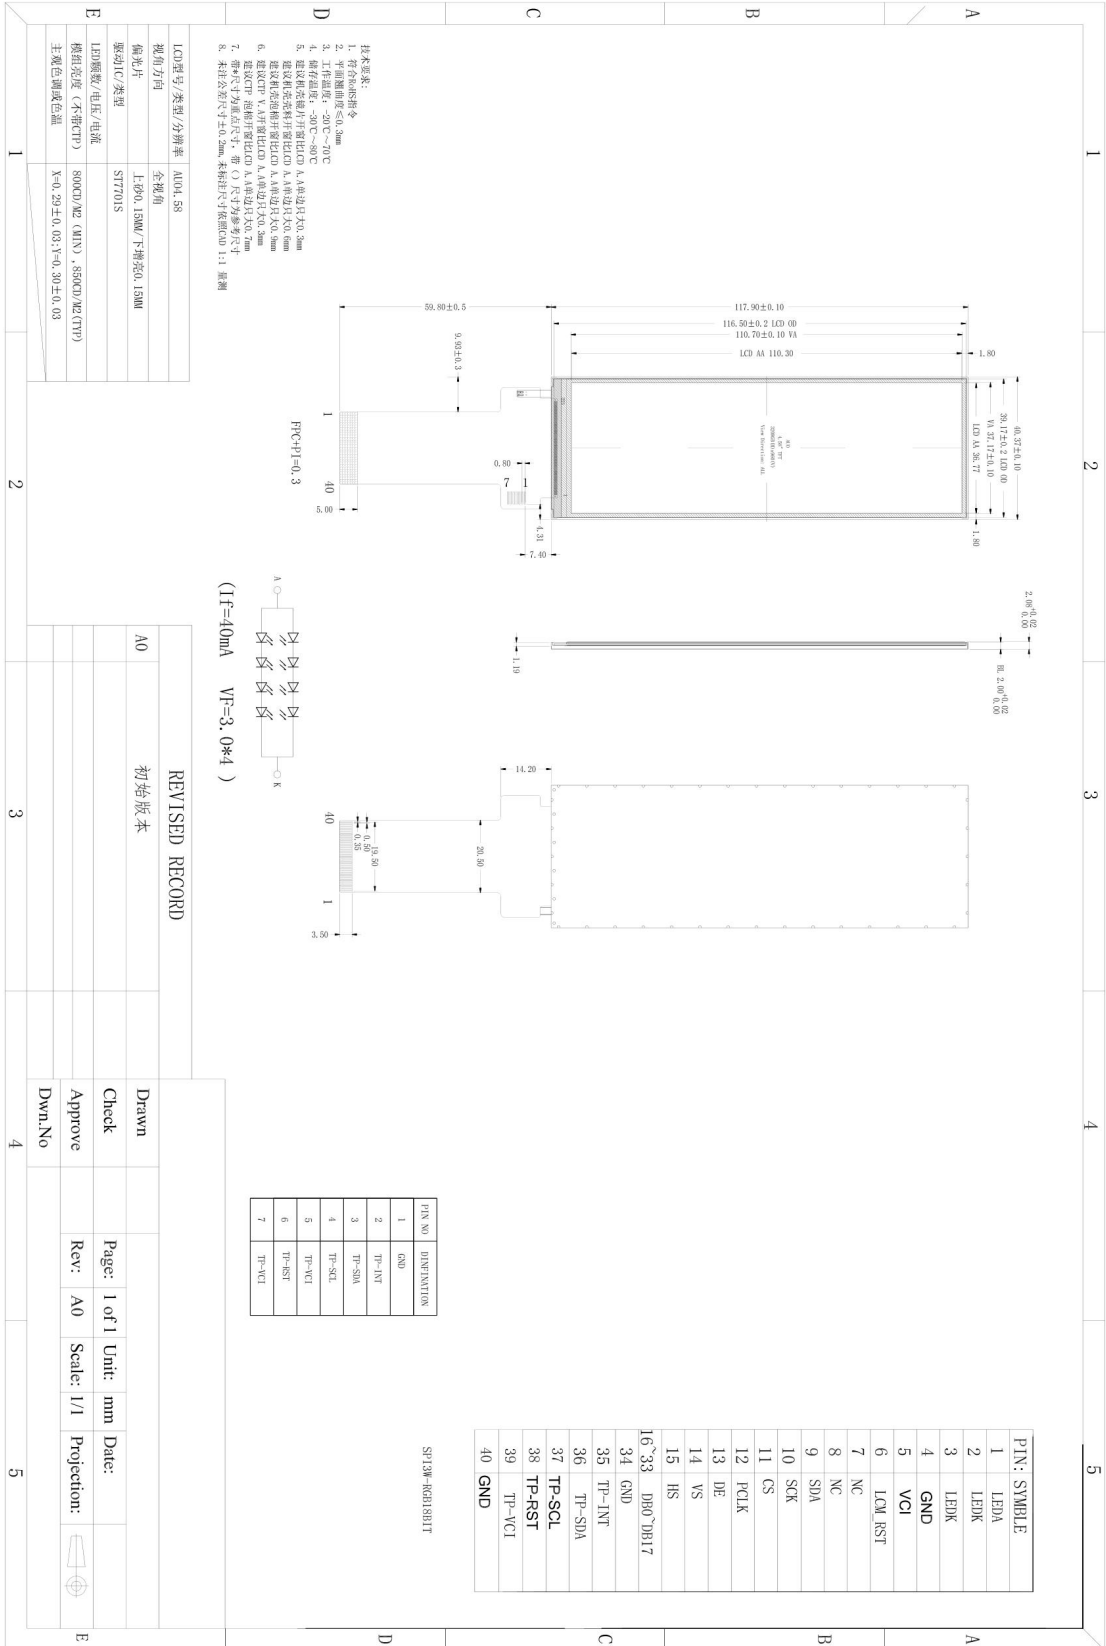 1 2 3 4 5
A B C D E
技术要求:
1. 符合RoHS指令
2. 平面翘曲度≤0.3mm
3. 工作温度: -20℃~70℃
4. 储存温度: -30℃~80℃
5. 建议机壳镜片开窗比LCD A.A单边只大0.3mm
建议机壳壳料开窗比LCD A.A单边只大0.6mm
建议机壳泡棉开窗比LCD A.A单边只大0.9mm
6. 建议CTP V.A开窗比LCD A.A单边只大0.3mm
建议CTP 泡棉开窗比LCD A.A单边只大0.7mm
7. 带*尺寸为重点尺寸, 带()尺寸为参考尺寸
8. 未注公差尺寸±0.2mm, 未标注尺寸依照CAD 1:1 量测
40.37±0.10
39.17±0.2 LCD OD
VA 37.17±0.10
LCD AA 36.77
1.80
1.80
117.90±0.10
116.50±0.2 LCD OD
110.70±0.10 VA
LCD AA 110.30
4.58" TFT
View Direction: ALL
59.80±0.5
9.93±0.3
0.80
7 1
4.31
7.40
1 40
5.00
FPC+PI=0.3
2.08+0.02 0.00
BL 2.00+0.02 0.00
1.19
14.20
20.50
19.50
0.50
0.35
40 1
3.50
A K
(If=40mA VF=3.0*4 )
PIN: SYMBLE
1 LEDA
2 LEDK
3 LEDK
4 GND
5 VCI
6 LCM_RST
7 NC
8 NC
9 SDA
10 SCK
11 CS
12 PCLK
13 DE
14 VS
15 HS
16~33 DB0~DB17
34 GND
35 TP-INT
36 TP-SDA
37 TP-SCL
38 TP-RST
39 TP-VCI
40 GND
SPI3W-RGB18BIT
PIN NO DINFINATION
1 GND
2 TP-INT
3 TP-SDA
4 TP-SCL
5 TP-VCI
6 TP-RST
7 TP-VCI
LCD型号/类型/分辨率 AU04.58
视角方向 全视角
偏光片 上砂0.15MM/下增亮0.15MM
驱动IC/类型 ST7701S
LED颗数/电压/电流
模组亮度(不带CTP) 800CD/M2 (MIN),850CD/M2(TYP)
主观色调或色温 X=0.29±0.03;Y=0.30±0.03
REVISED RECORD
A0 初始版本
Drawn
Check Page: 1 of 1 Unit: mm Date:
Approve Rev: A0 Scale: 1/1 Projection:
Dwn.No
1 2 3 4 5
A B C D E